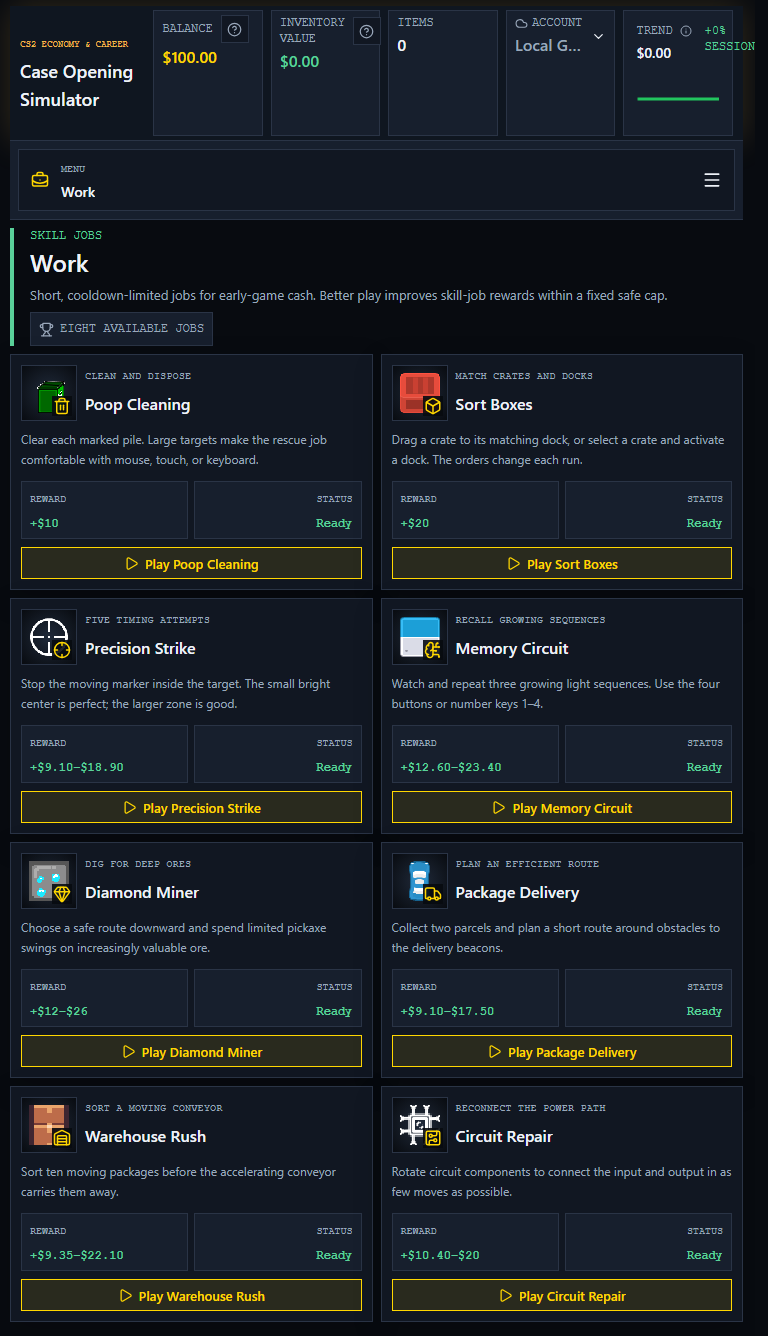 CS2 ECONOMY & CAREER
Case Opening
Simulator
BALANCE
$100.00
INVENTORY
VALUE
$0.00
ITEMS
0
ACCOUNT
Local G...
TREND
+0%
SESSION
$0.00
MENU
Work
SKILL JOBS
Work
Short, cooldown-limited jobs for early-game cash. Better play improves skill-job rewards within a fixed safe cap.
EIGHT AVAILABLE JOBS
CLEAN AND DISPOSE
Poop Cleaning
Clear each marked pile. Large targets make the rescue job
comfortable with mouse, touch, or keyboard.
REWARD
+$10
STATUS
Ready
Play Poop Cleaning
MATCH CRATES AND DOCKS
Sort Boxes
Drag a crate to its matching dock, or select a crate and activate
a dock. The orders change each run.
REWARD
+$20
STATUS
Ready
Play Sort Boxes
FIVE TIMING ATTEMPTS
Precision Strike
Stop the moving marker inside the target. The small bright
center is perfect; the larger zone is good.
REWARD
+$9.10–$18.90
STATUS
Ready
Play Precision Strike
RECALL GROWING SEQUENCES
Memory Circuit
Watch and repeat three growing light sequences. Use the four
buttons or number keys 1–4.
REWARD
+$12.60–$23.40
STATUS
Ready
Play Memory Circuit
DIG FOR DEEP ORES
Diamond Miner
Choose a safe route downward and spend limited pickaxe
swings on increasingly valuable ore.
REWARD
+$12–$26
STATUS
Ready
Play Diamond Miner
PLAN AN EFFICIENT ROUTE
Package Delivery
Collect two parcels and plan a short route around obstacles to
the delivery beacons.
REWARD
+$9.10–$17.50
STATUS
Ready
Play Package Delivery
SORT A MOVING CONVEYOR
Warehouse Rush
Sort ten moving packages before the accelerating conveyor
carries them away.
REWARD
+$9.35–$22.10
STATUS
Ready
Play Warehouse Rush
RECONNECT THE POWER PATH
Circuit Repair
Rotate circuit components to connect the input and output in as
few moves as possible.
REWARD
+$10.40–$20
STATUS
Ready
Play Circuit Repair